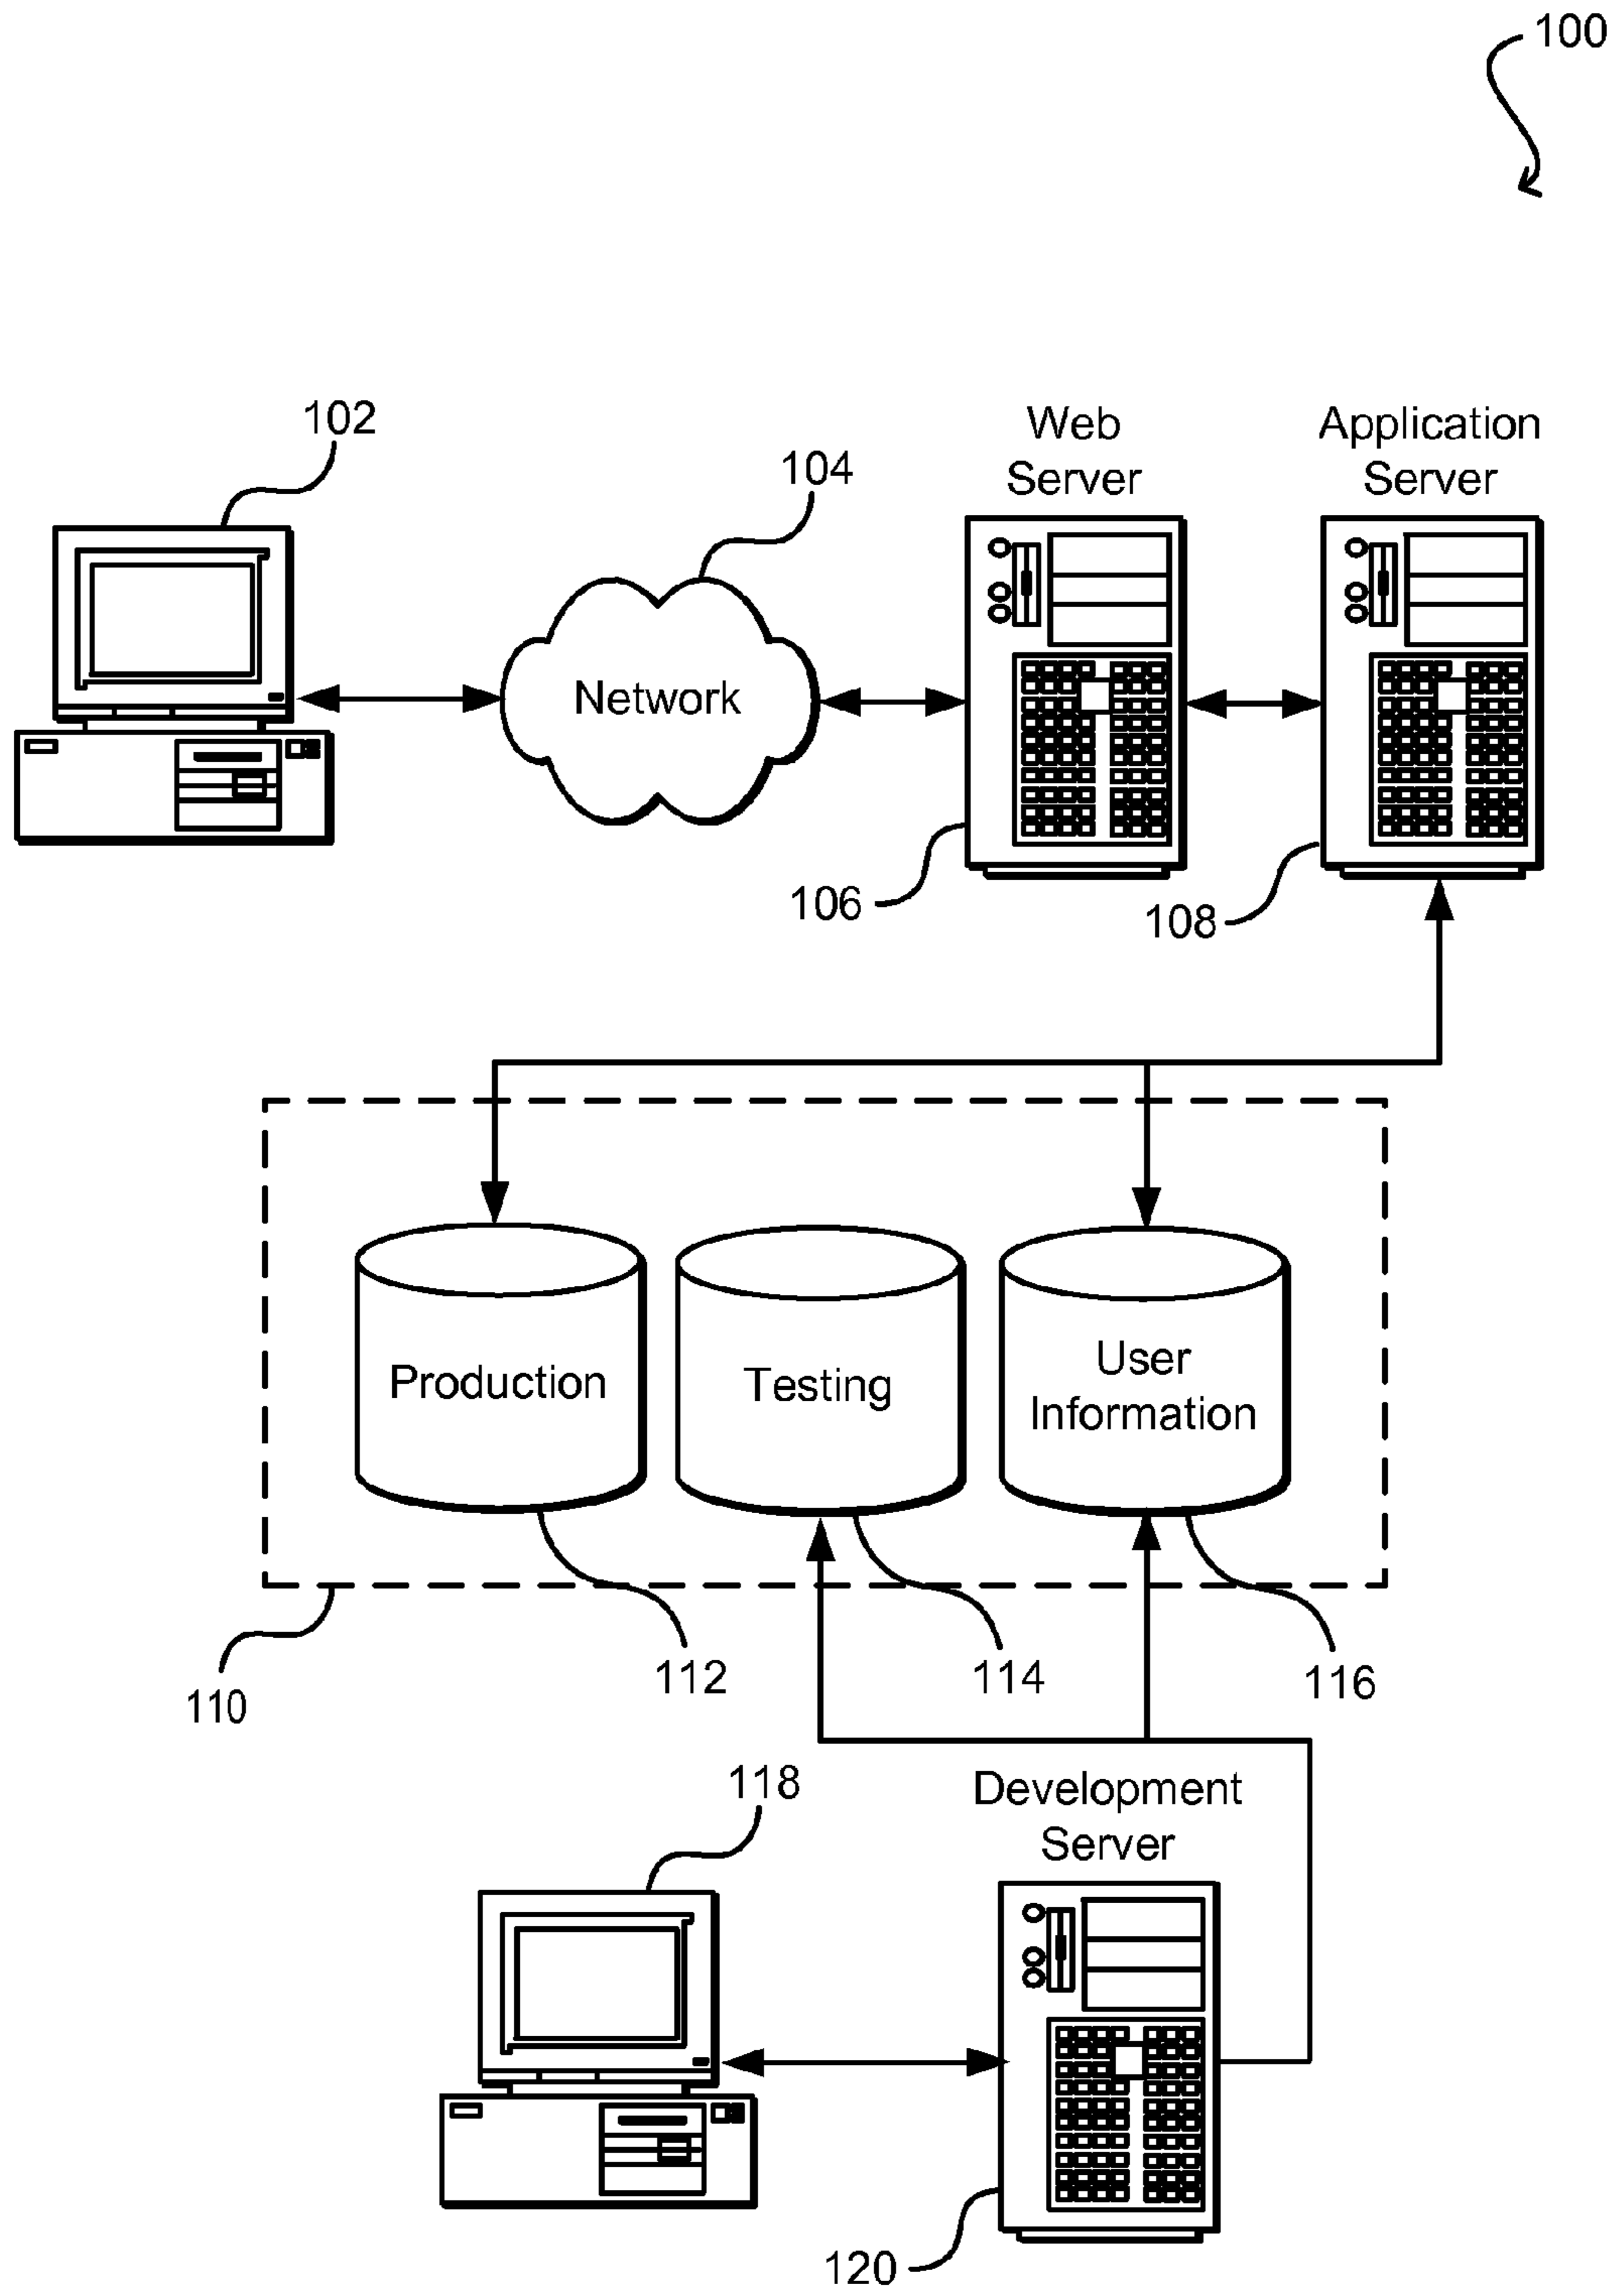 100
102
104
Web
Server
Application
Server
Network
106
108
Production
Testing
User
Information
110
112
114
116
118
Development
Server
120